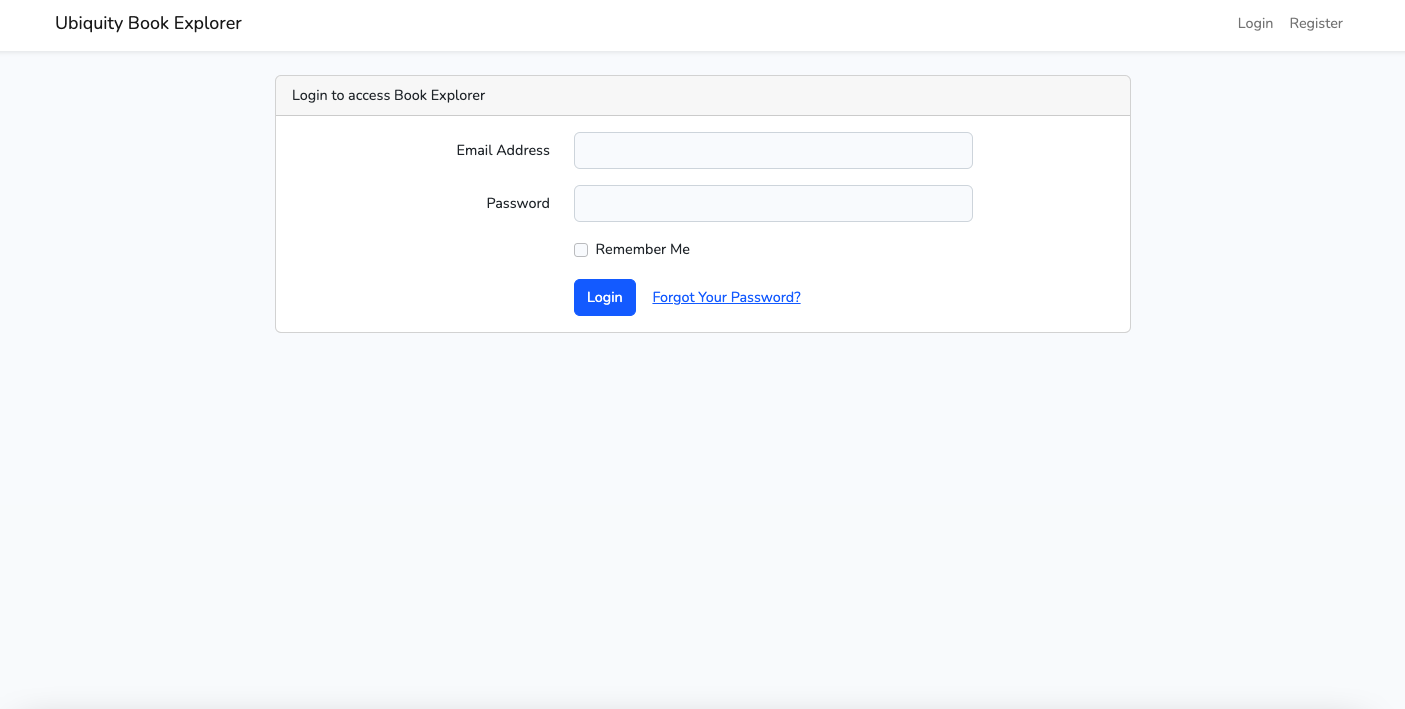 Ubiquity Book Explorer
Login Register
Login to access Book Explorer
Email Address
Password
Remember Me
Login Forgot Your Password?